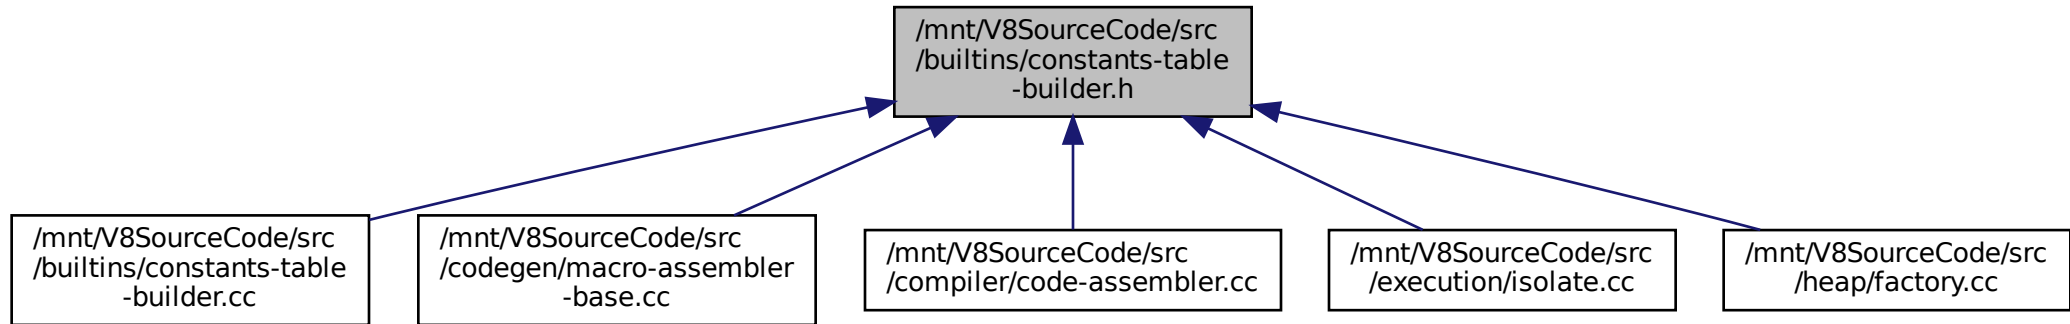 /mnt/V8SourceCode/src
/builtins/constants-table
-builder.h
/mnt/V8SourceCode/src
/builtins/constants-table
-builder.cc
/mnt/V8SourceCode/src
/codegen/macro-assembler
-base.cc
/mnt/V8SourceCode/src
/compiler/code-assembler.cc
/mnt/V8SourceCode/src
/execution/isolate.cc
/mnt/V8SourceCode/src
/heap/factory.cc